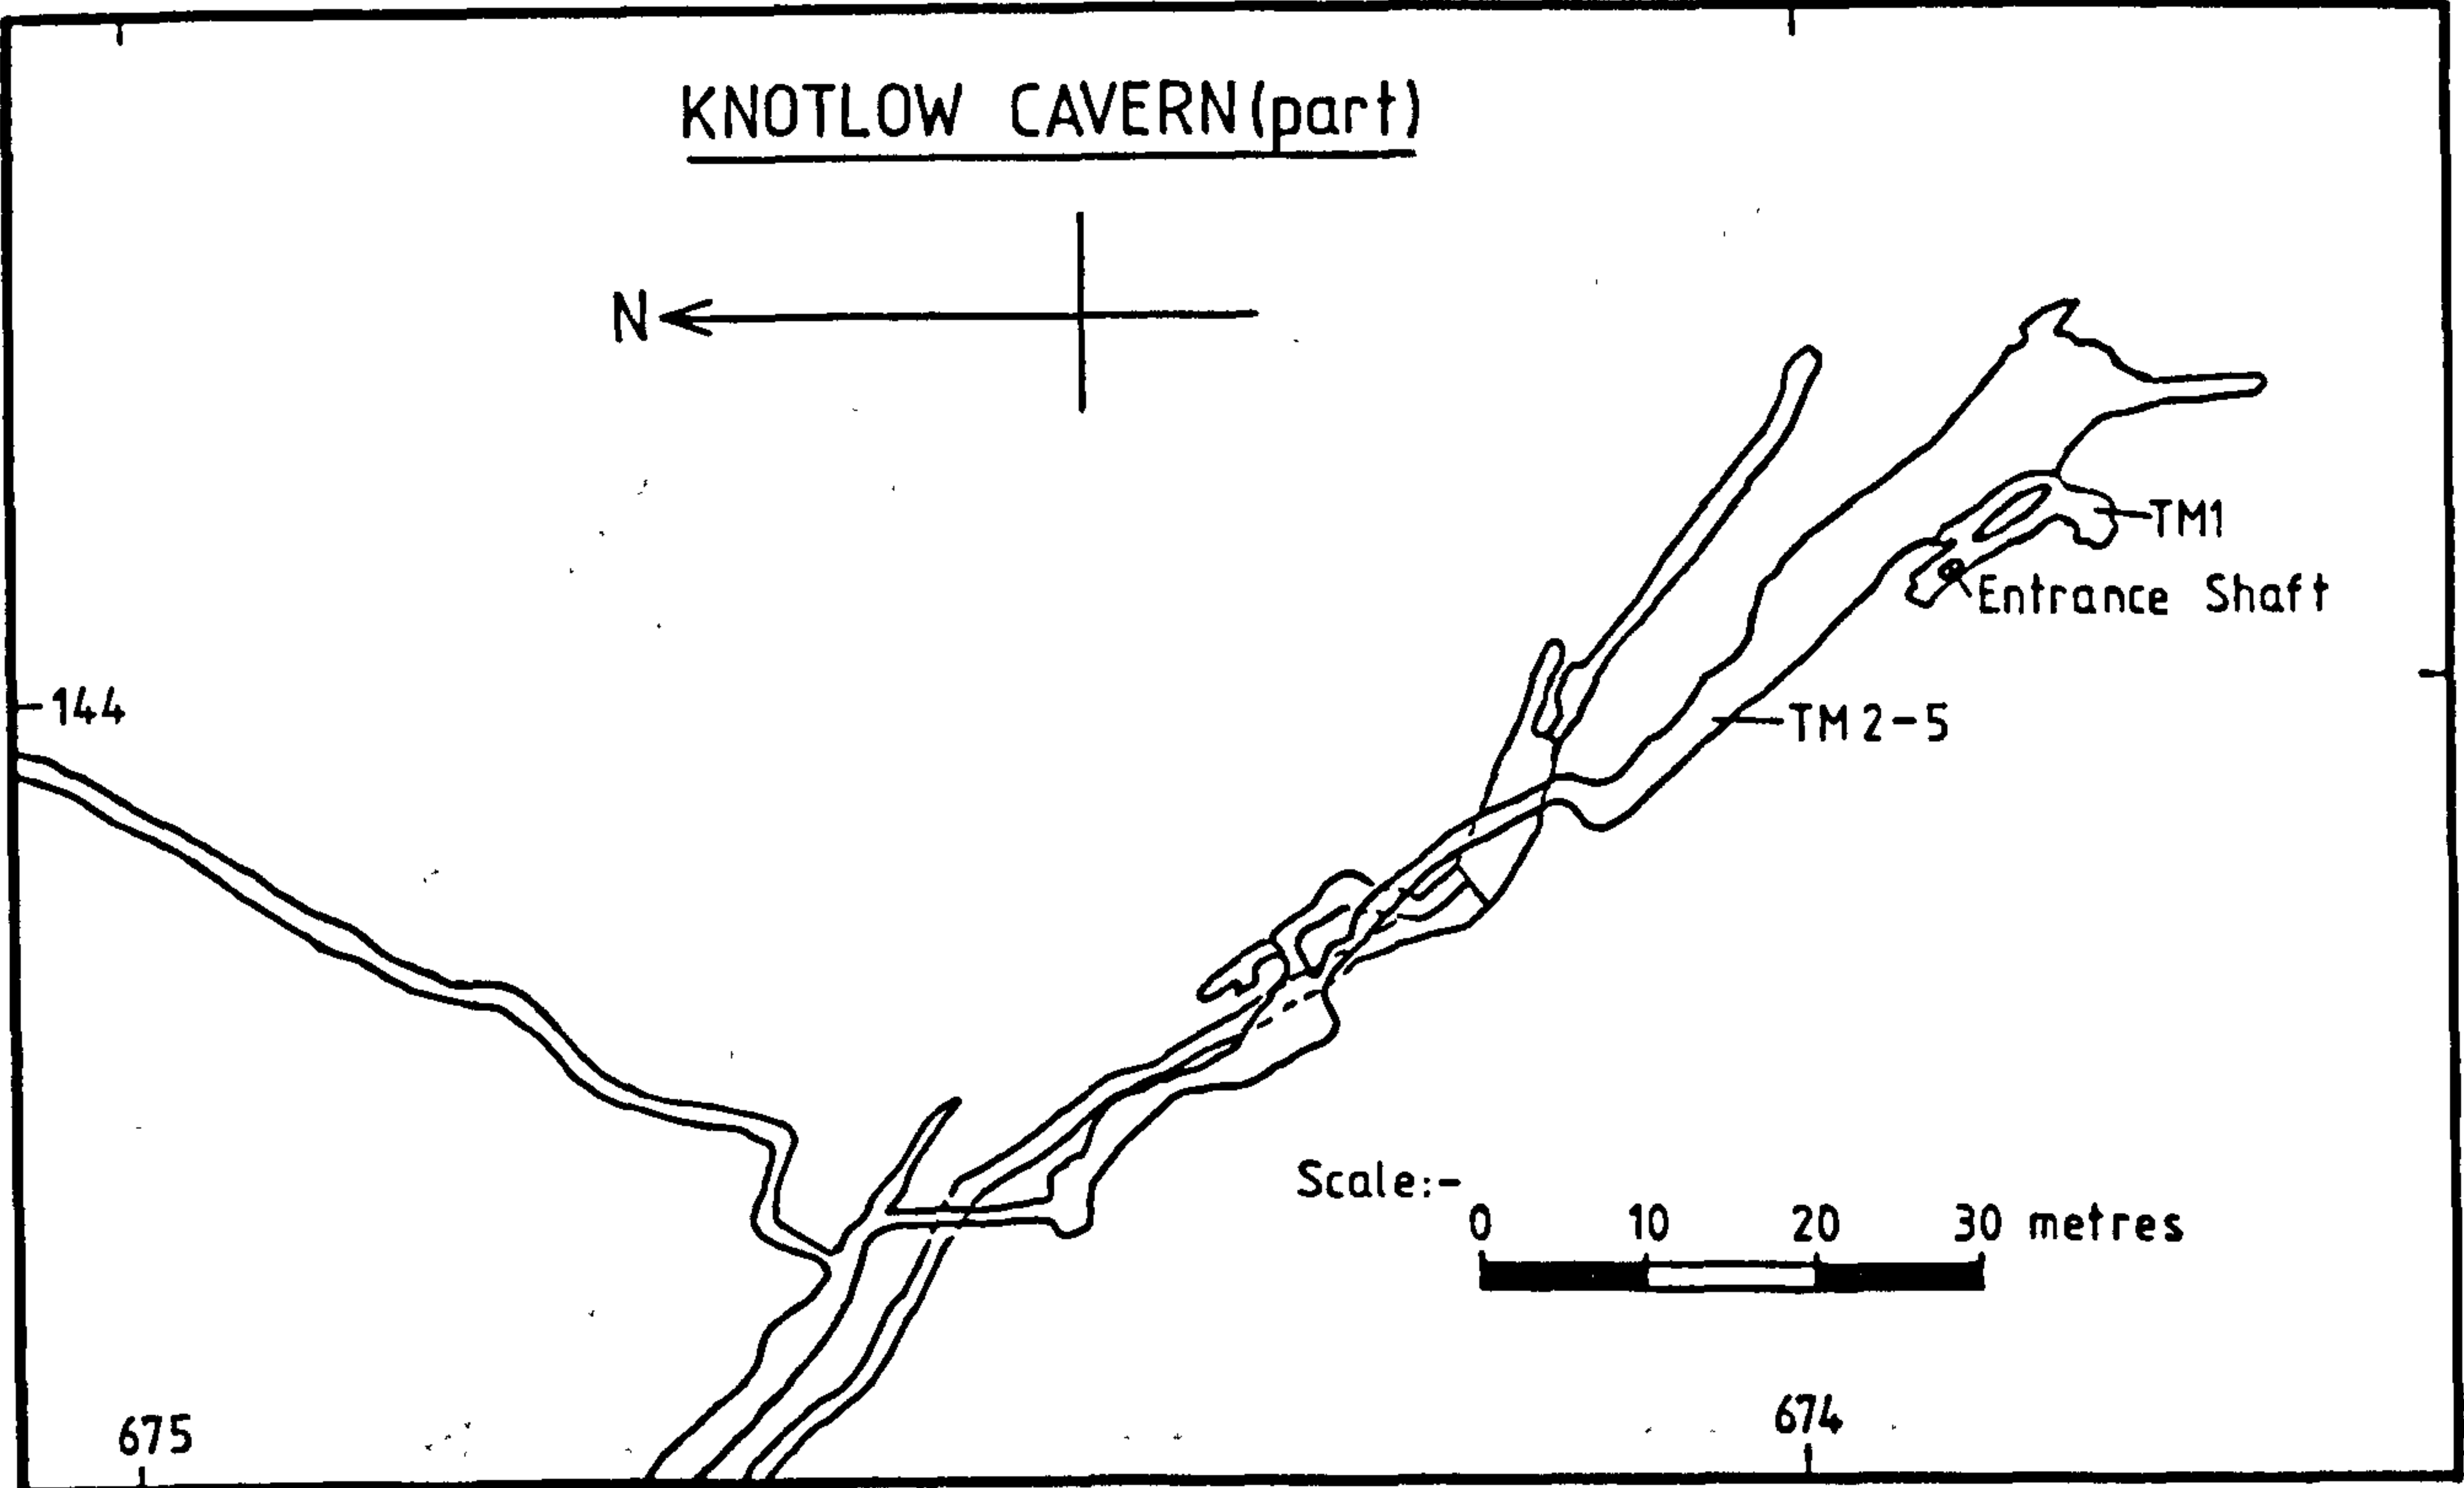 KNOTLOW CAVERN(part)
N
TM1
Entrance Shaft
144
TM 2-5
Scale:-
0 10 20 30 metres
675
674